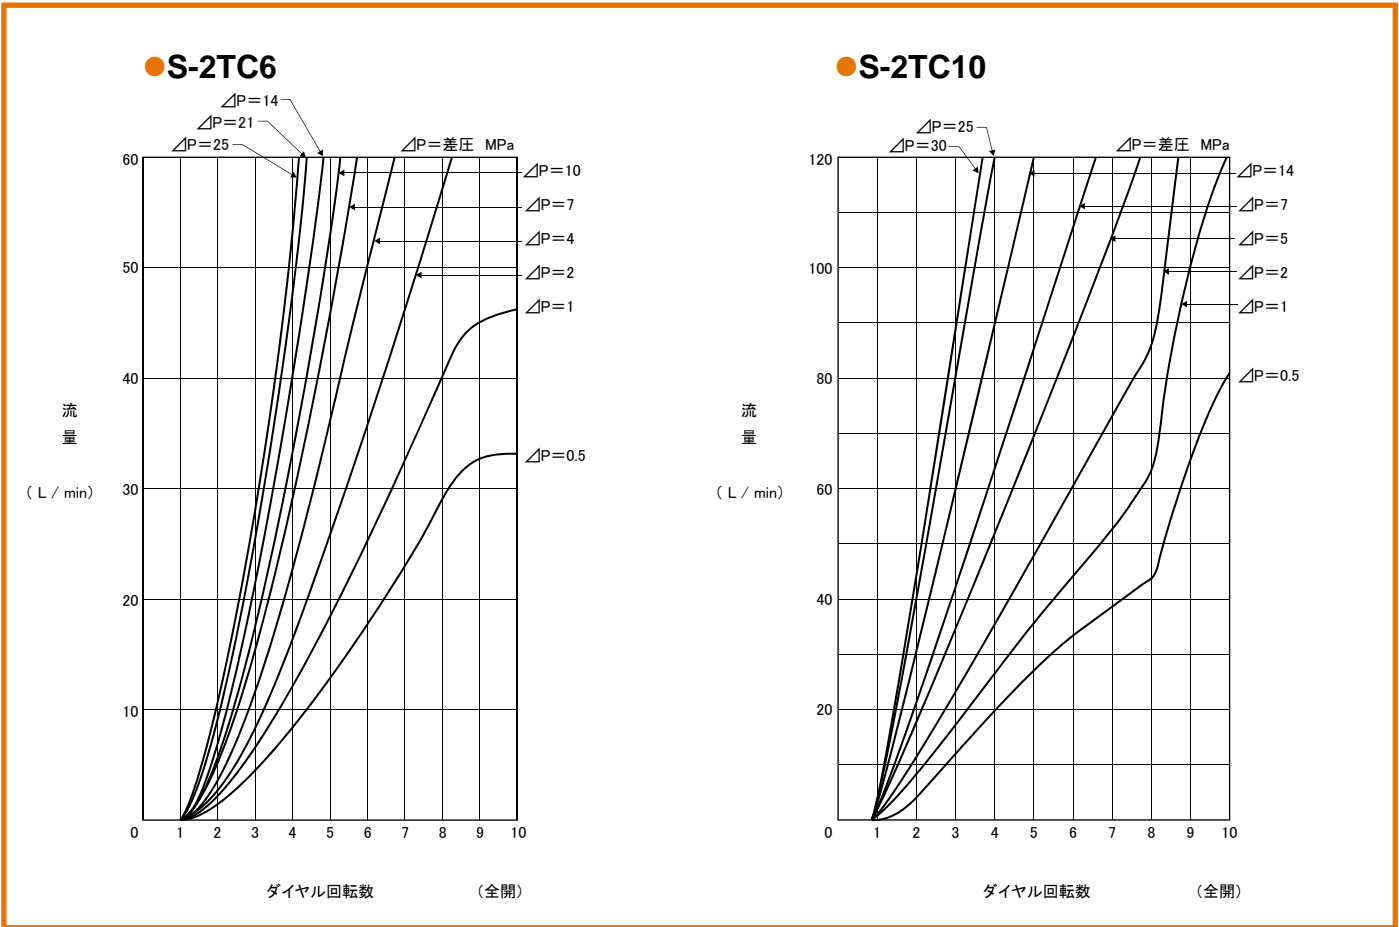 ●S-2TC6
⊿P=14
⊿P=21
⊿P=25
⊿P=差圧 MPa
60
50
40
30
20
10
0
1 2 3 4 5 6 7 8 9 10
⊿P=10
⊿P=7
⊿P=4
⊿P=2
⊿P=1
⊿P=0.5
流
量
( L / min)
ダイヤル回転数 (全開)
●S-2TC10
⊿P=25
⊿P=30
⊿P=差圧 MPa
120
100
80
60
40
20
0
1 2 3 4 5 6 7 8 9 10
⊿P=14
⊿P=7
⊿P=5
⊿P=2
⊿P=1
⊿P=0.5
流
量
( L / min)
ダイヤル回転数 (全開)